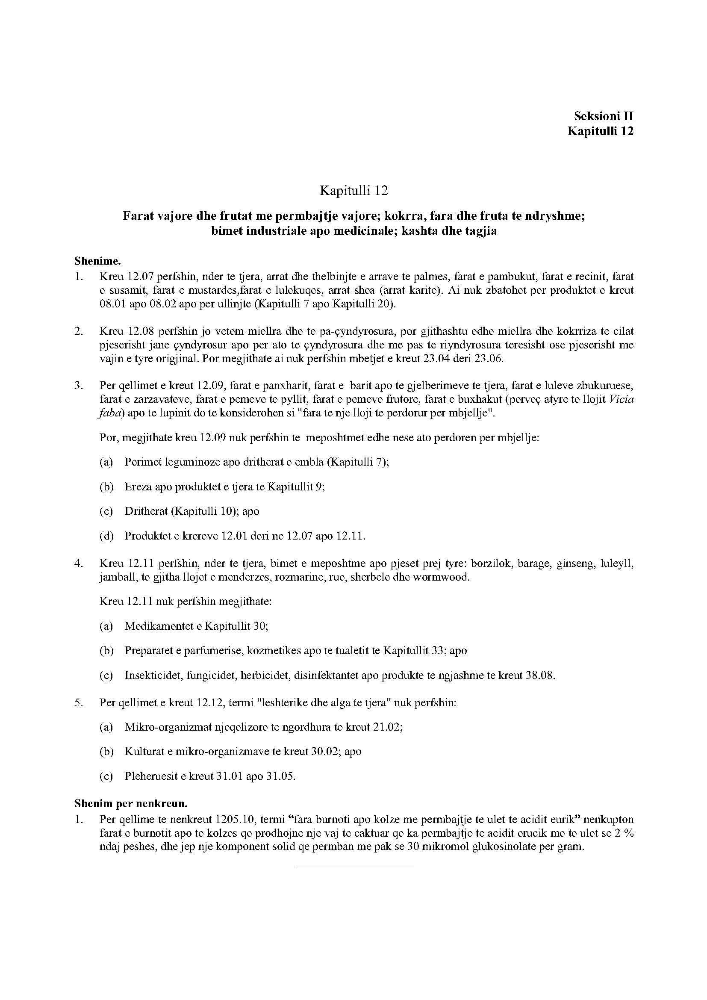 Seksioni II
Kapitulli 12
Kapitulli 12
Farat vajore dhe frutat me permbajtje vajore; kokrra, fara dhe fruta te ndryshme;
bimet industriale apo medicinale; kashta dhe tagjia
Shenime.
1. Kreu 12.07 perfshin, nder te tjera, arrat dhe thelbinjte e arrave te palmes, farat e pambukut, farat e recinit, farat
e susamit, farat e mustardes,farat e lulekuqes, arrat shea (arrat karite). Ai nuk zbatohet per produktet e kreut
08.01 apo 08.02 apo per ullinjte (Kapitulli 7 apo Kapitulli 20).
2. Kreu 12.08 perfshin jo vetem miellra dhe te pa-çyndyrosura, por gjithashtu edhe miellra dhe kokrriza te cilat
pjeserisht jane çyndyrosur apo per ato te çyndyrosura dhe me pas te riyndyrosura teresisht ose pjeserisht me
vajin e tyre origjinal. Por megjithate ai nuk perfshin mbetjet e kreut 23.04 deri 23.06.
3. Per qellimet e kreut 12.09, farat e panxharit, farat e barit apo te gjelberimeve te tjera, farat e luleve zbukuruese,
farat e zarzavateve, farat e pemeve te pyllit, farat e pemeve frutore, farat e buxhakut (perveç atyre te llojit Vicia
faba) apo te lupinit do te konsiderohen si "fara te nje lloji te perdorur per mbjellje".
Por, megjithate kreu 12.09 nuk perfshin te meposhtmet edhe nese ato perdoren per mbjellje:
(a) Perimet leguminoze apo dritherat e embla (Kapitulli 7);
(b) Ereza apo produktet e tjera te Kapitullit 9;
(c) Dritherat (Kapitulli 10); apo
(d) Produktet e krereve 12.01 deri ne 12.07 apo 12.11.
4. Kreu 12.11 perfshin, nder te tjera, bimet e meposhtme apo pjeset prej tyre: borzilok, barage, ginseng, luleyll,
jamball, te gjitha llojet e menderzes, rozmarine, rue, sherbele dhe wormwood.
Kreu 12.11 nuk perfshin megjithate:
(a) Medikamentet e Kapitullit 30;
(b) Preparatet e parfumerise, kozmetikes apo te tualetit te Kapitullit 33; apo
(c) Insekticidet, fungicidet, herbicidet, disinfektantet apo produkte te ngjashme te kreut 38.08.
5. Per qellimet e kreut 12.12, termi "leshterike dhe alga te tjera" nuk perfshin:
(a) Mikro-organizmat njeqelizore te ngordhura te kreut 21.02;
(b) Kulturat e mikro-organizmave te kreut 30.02; apo
(c) Pleheruesit e kreut 31.01 apo 31.05.
Shenim per nenkreun.
1. Per qellime te nenkreut 1205.10, termi “fara burnoti apo kolze me permbajtje te ulet te acidit eurik” nenkupton
farat e burnotit apo te kolzes qe prodhojne nje vaj te caktuar qe ka permbajtje te acidit erucik me te ulet se 2 %
ndaj peshes, dhe jep nje komponent solid qe permban me pak se 30 mikromol glukosinolate per gram.